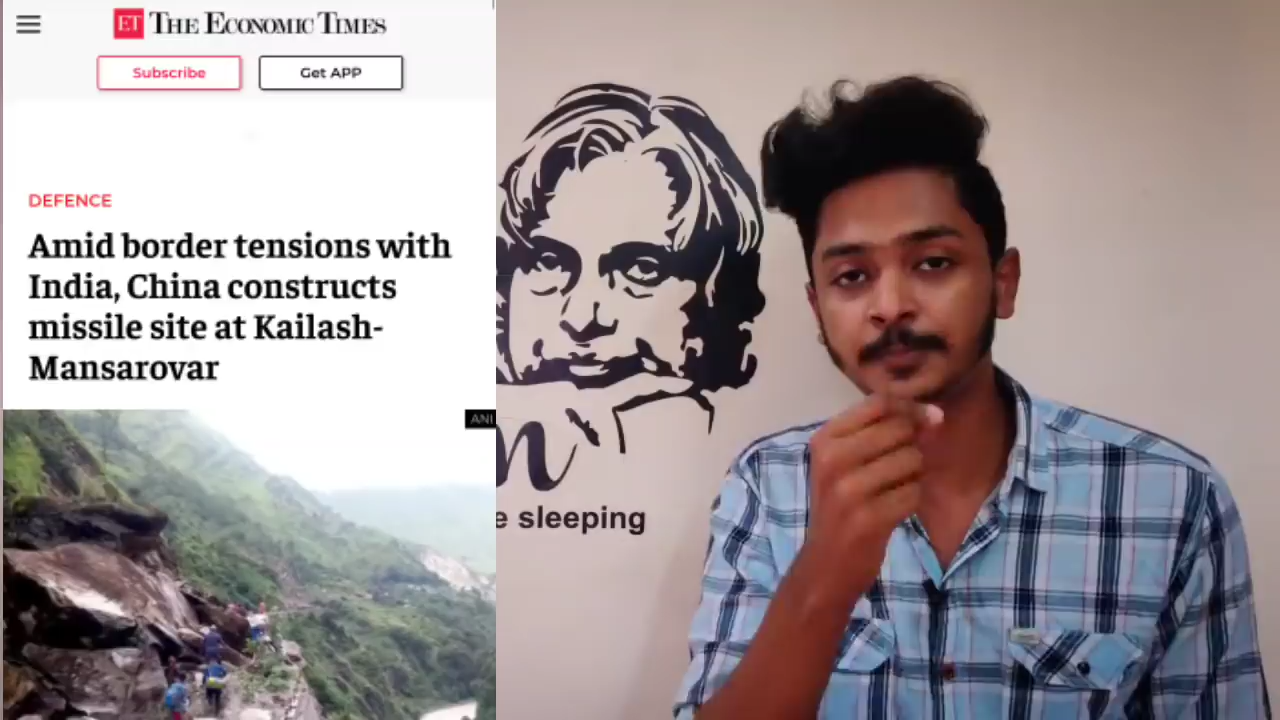 ET THE ECONOMIC TIMES
Subscribe
Get APP
DEFENCE
Amid border tensions with
India, China constructs
missile site at Kailash-
Mansarovar
ANI
n
e sleeping